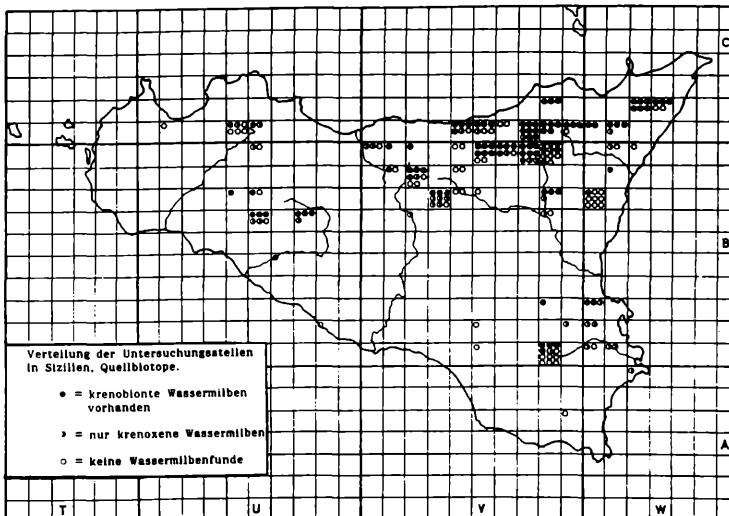 C
B
Verteilung der Untersuchungsstellen
in Sizilien, Quellbiotope.
● = krenobionte Wassermilben
vorhanden
◗ = nur krenoxene Wassermilben
○ = keine Wassermilbenfunde
A
T U V W